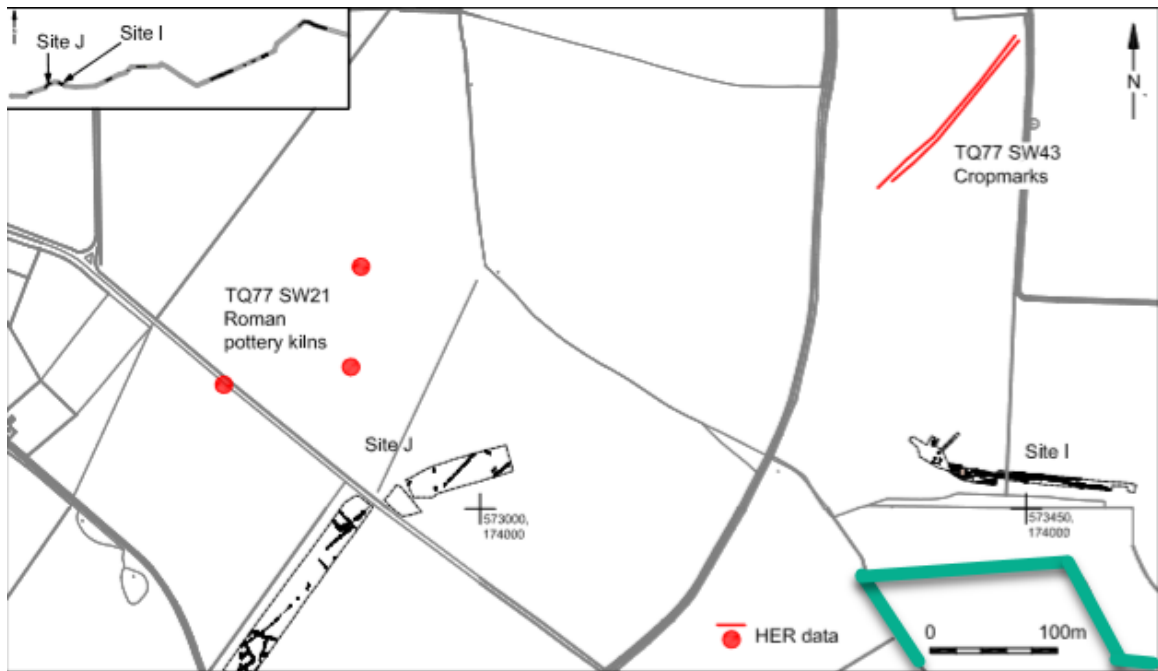 Site J
Site I
N
TQ77 SW43
Cropmarks
TQ77 SW21
Roman
pottery kilns
Site J
Site I
573000,
174000
573450,
174000
HER data
0
100m